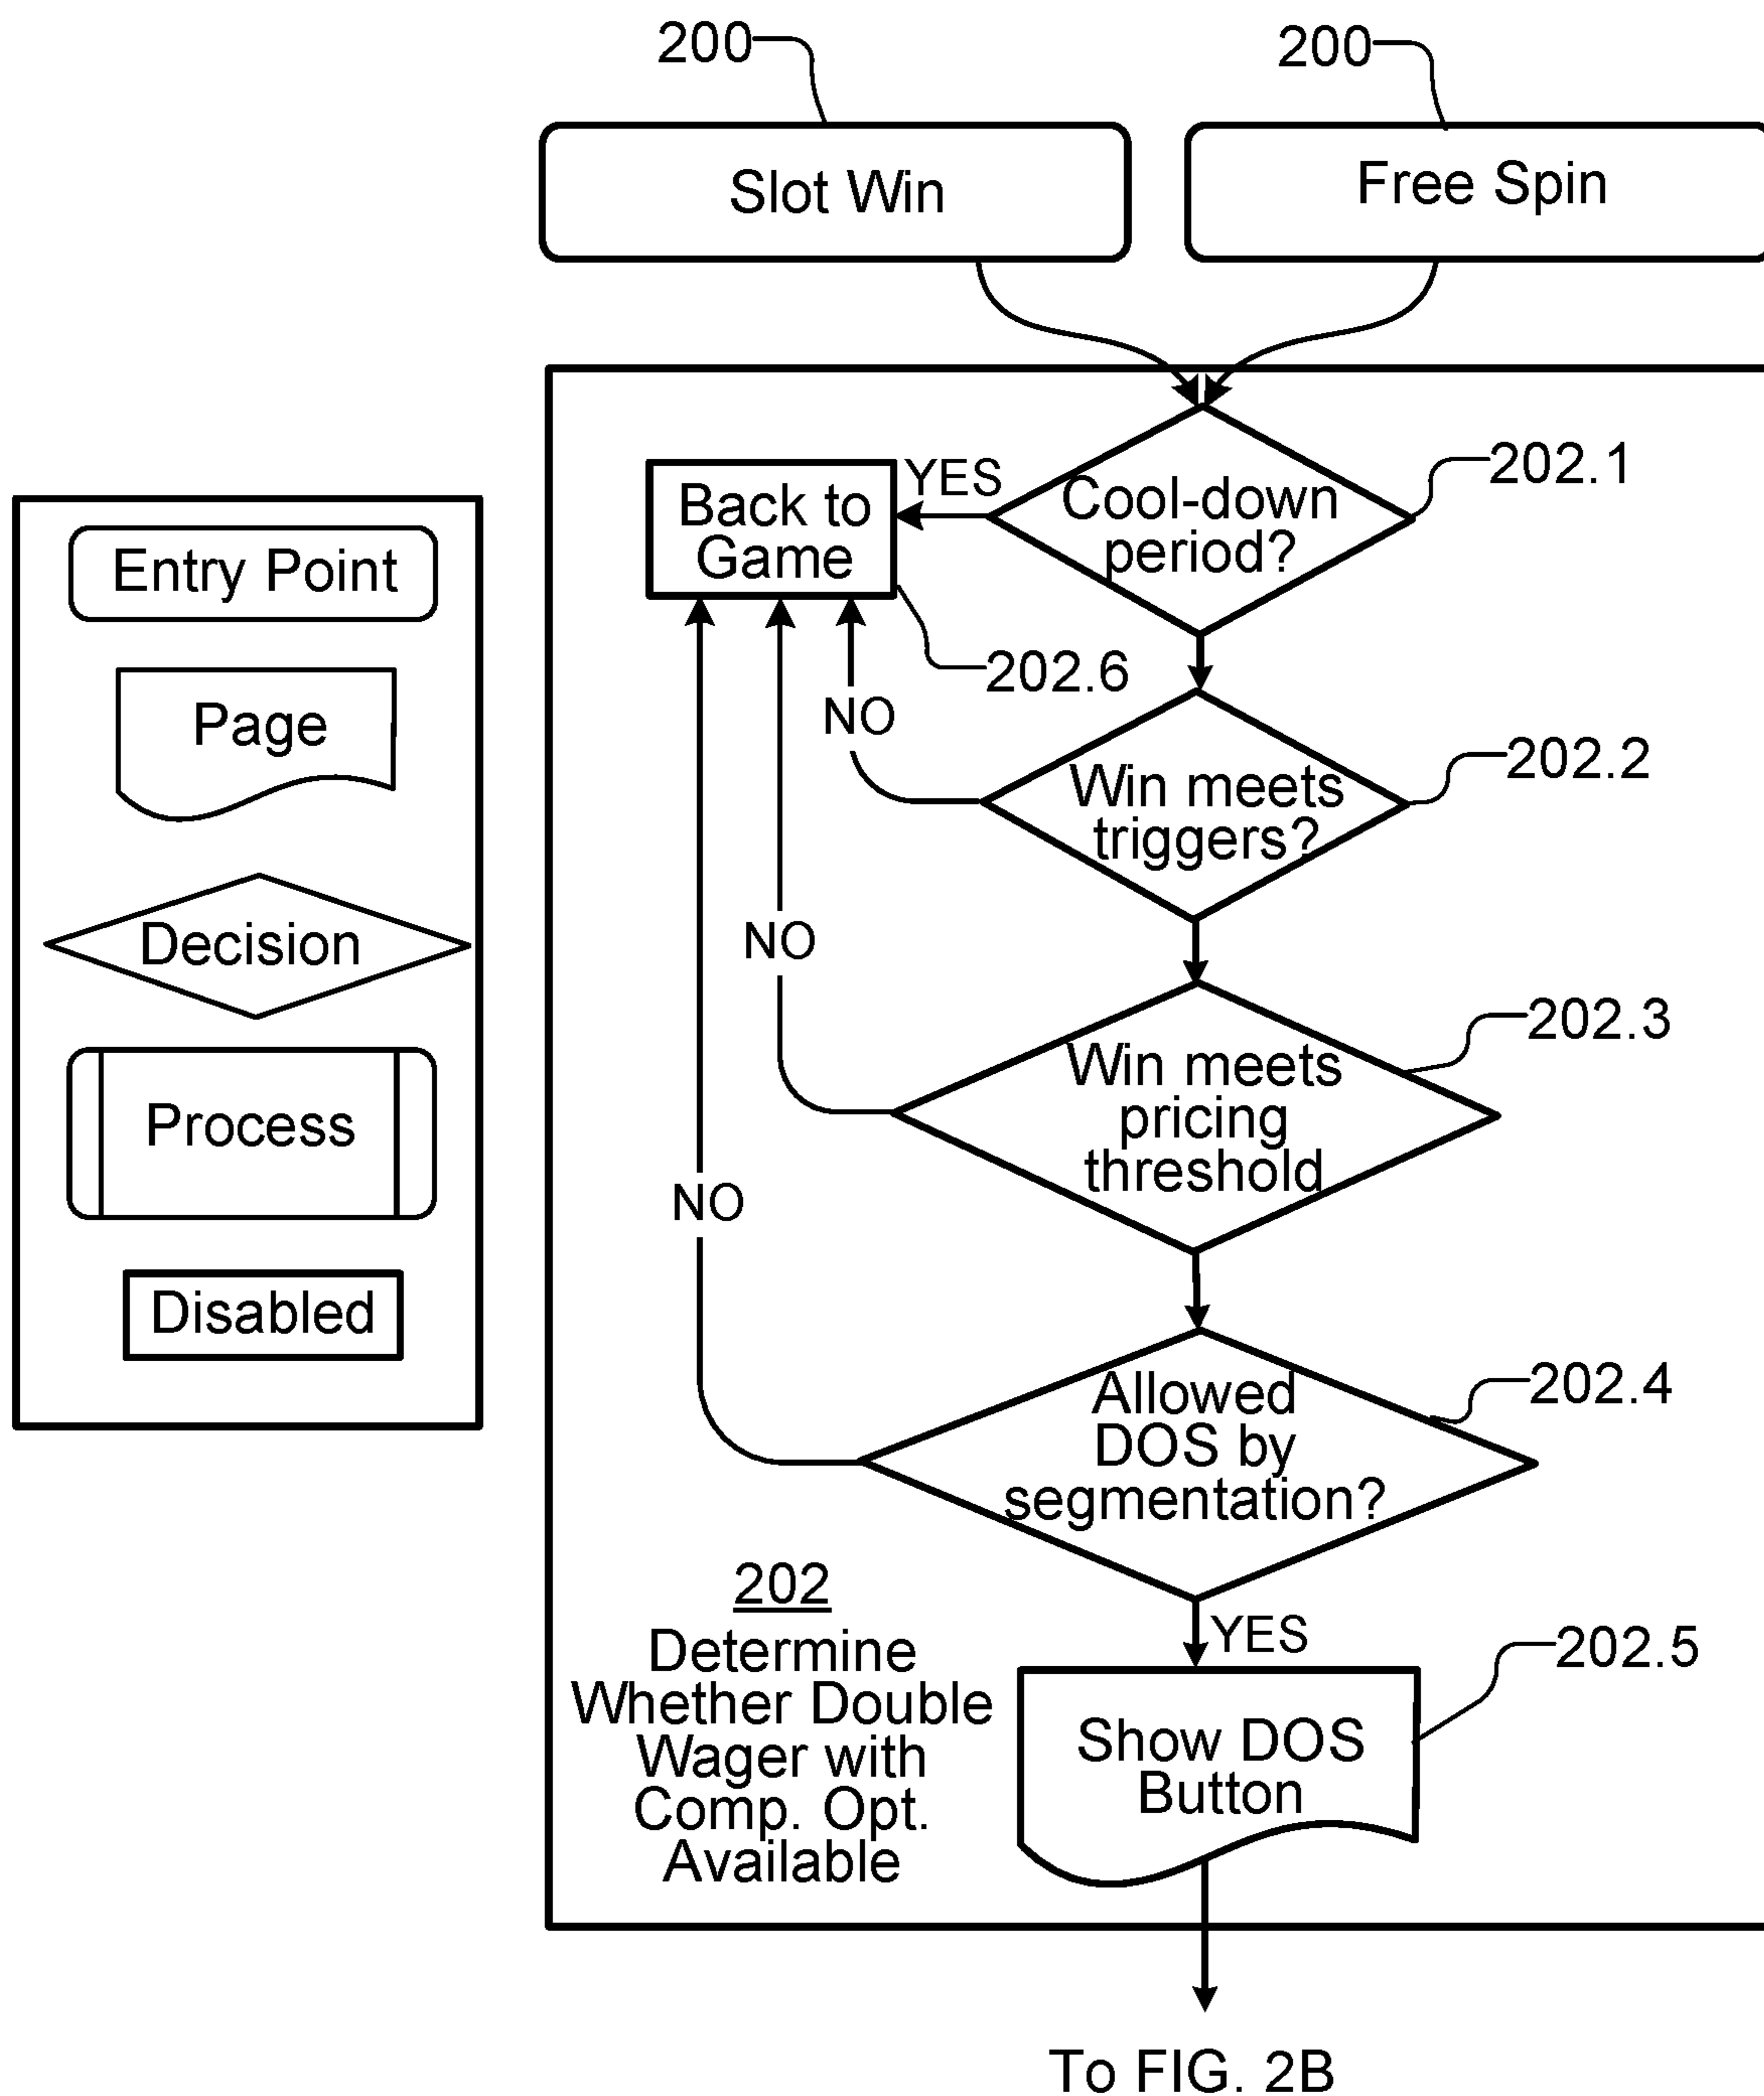 200
200
Slot Win
Free Spin
Entry Point
Page
Decision
Process
Disabled
Back to
Game
YES
Cool-down
period?
202.1
202.6
NO
Win meets
triggers?
202.2
NO
Win meets
pricing
threshold
202.3
NO
Allowed
DOS by
segmentation?
202.4
YES
202
Determine
Whether Double
Wager with
Comp. Opt.
Available
Show DOS
Button
202.5
To FIG. 2B